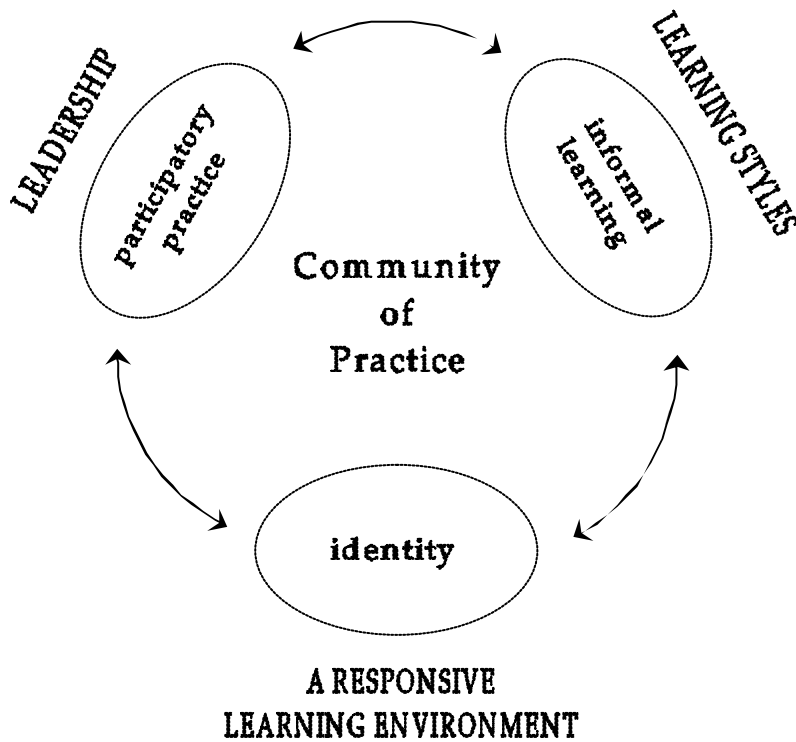 LEADERSHIP
participatory
practice
informal
learning
LEARNING STYLES
Community
of
Practice
identity
A RESPONSIVE
LEARNING ENVIRONMENT